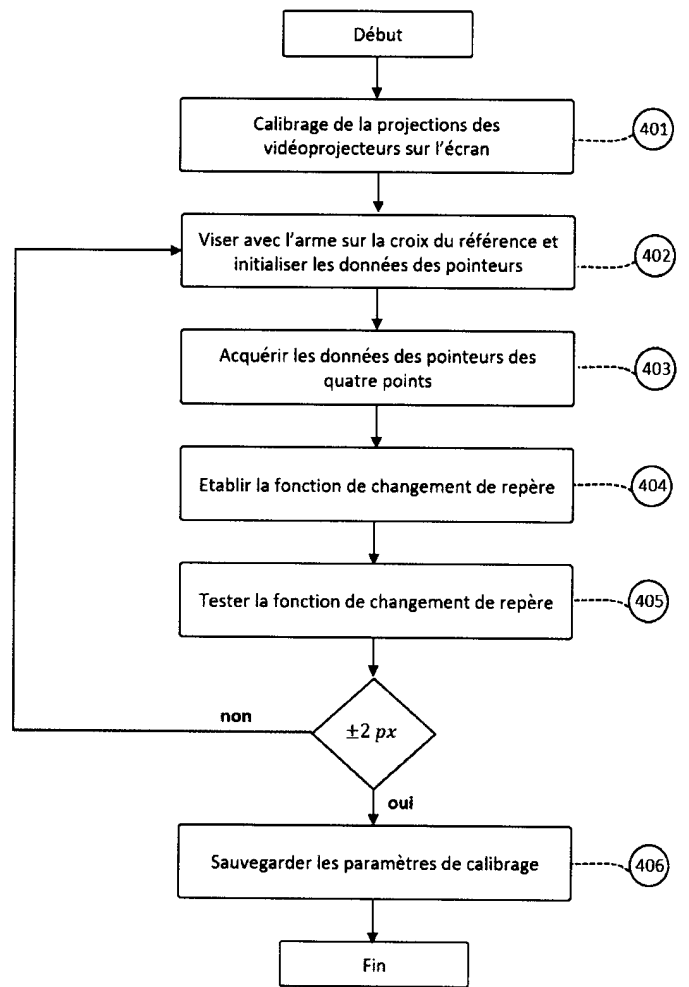 Début
Calibrage de la projections des
vidéoprojecteurs sur l'écran
401
Viser avec l'arme sur la croix du référence et
initialiser les données des pointeurs
402
Acquérir les données des pointeurs des
quatre points
403
Etablir la fonction de changement de repère
404
Tester la fonction de changement de repère
405
non
±2 px
oui
Sauvegarder les paramètres de calibrage
406
Fin